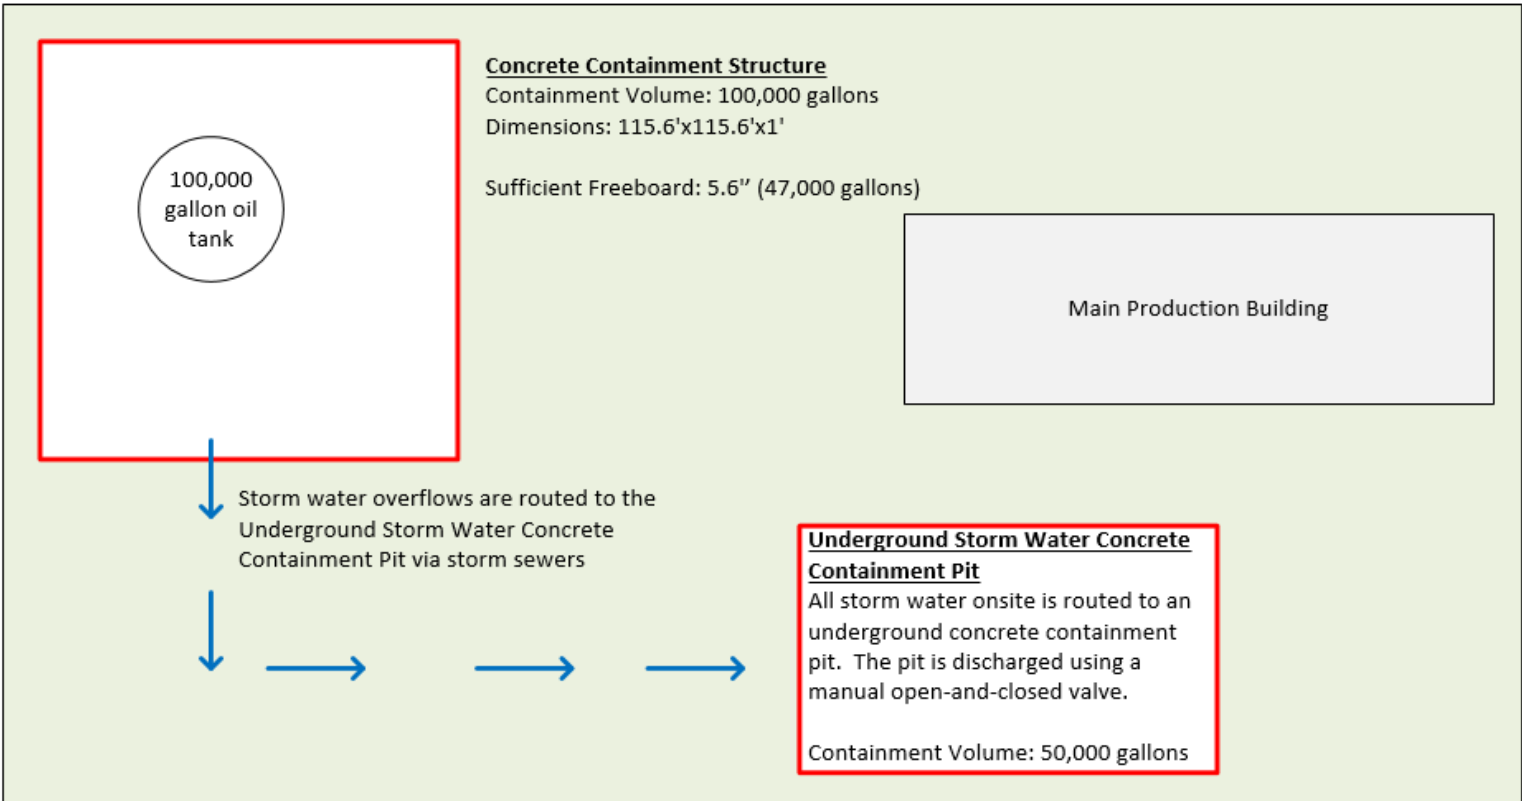 Concrete Containment Structure
Containment Volume: 100,000 gallons
Dimensions: 115.6'x115.6'x1'
Sufficient Freeboard: 5.6” (47,000 gallons)
100,000
gallon oil
tank
Main Production Building
Storm water overflows are routed to the
Underground Storm Water Concrete
Containment Pit via storm sewers
Underground Storm Water Concrete
Containment Pit
All storm water onsite is routed to an
underground concrete containment
pit.  The pit is discharged using a
manual open-and-closed valve.
Containment Volume: 50,000 gallons